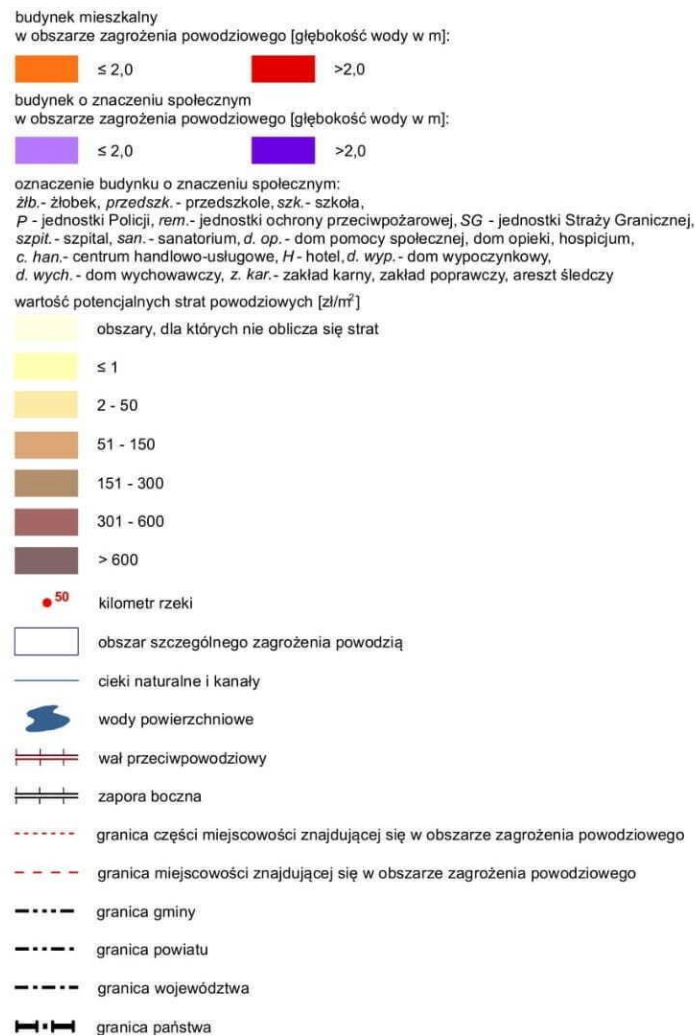 budynek mieszkalny
w obszarze zagrożenia powodziowego [głębokość wody w m]:
≤ 2,0 >2,0
budynek o znaczeniu społecznym
w obszarze zagrożenia powodziowego [głębokość wody w m]:
≤ 2,0 >2,0
oznaczenie budynku o znaczeniu społecznym:
żłb.- żłobek, przedszk.- przedszkole, szk.- szkoła,
P - jednostki Policji, rem.- jednostki ochrony przeciwpożarowej, SG - jednostki Straży Granicznej,
szpit.- szpital, san.- sanatorium, d. op.- dom pomocy społecznej, dom opieki, hospicjum,
c. han.- centrum handlowo-usługowe, H - hotel, d. wyp.- dom wypoczynkowy,
d. wych.- dom wychowawczy, z. kar.- zakład karny, zakład poprawczy, areszt śledczy
wartość potencjalnych strat powodziowych [zł/m²]
obszary, dla których nie oblicza się strat
≤ 1
2 - 50
51 - 150
151 - 300
301 - 600
> 600
50 kilometr rzeki
obszar szczególnego zagrożenia powodzią
cieki naturalne i kanały
wody powierzchniowe
wał przeciwpowodziowy
zapora boczna
granica części miejscowości znajdującej się w obszarze zagrożenia powodziowego
granica miejscowości znajdującej się w obszarze zagrożenia powodziowego
granica gminy
granica powiatu
granica województwa
granica państwa